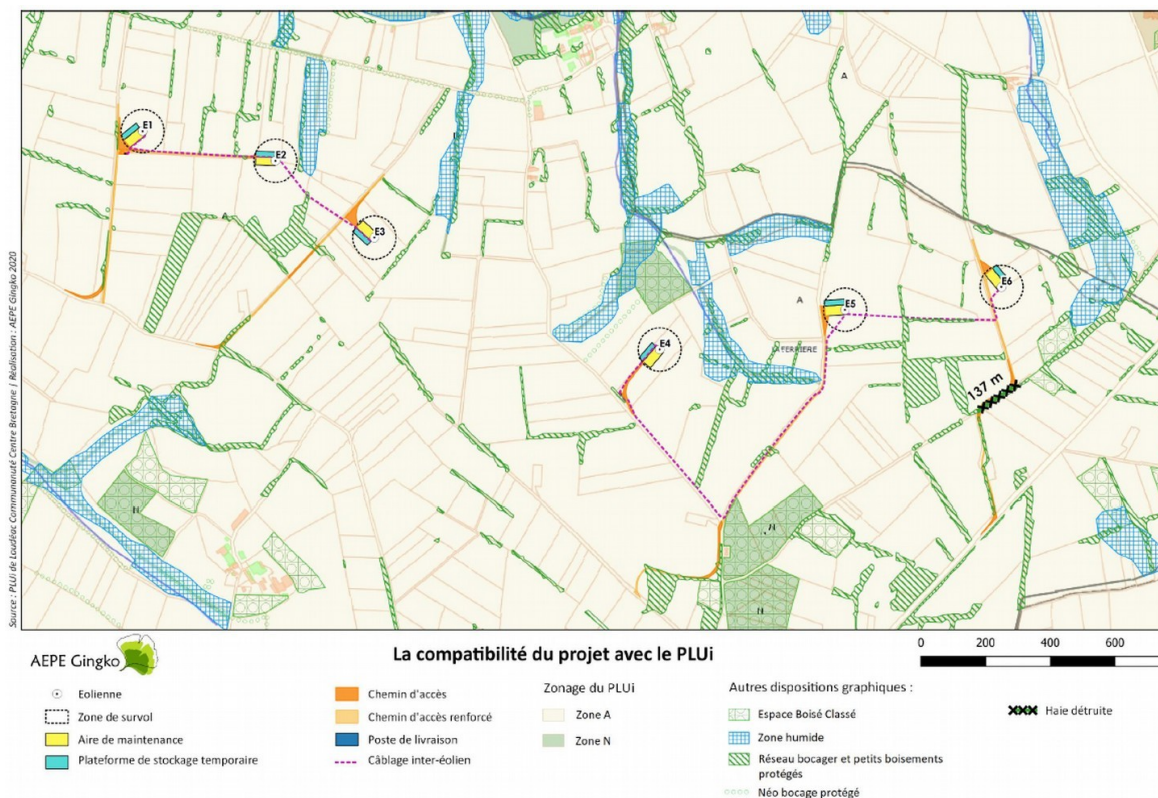 E1
E2
A
E3
A
A
A
E6
E5
E4
FERRIÈRE
137 m
N
N
N
Source : PLUi de Loudéac Communauté Centre Bretagne | Réalisation : AEPE Gingko 2020
AEPE Gingko
La compatibilité du projet avec le PLUi
0 200 400 600
Eolienne
Zone de survol
Aire de maintenance
Plateforme de stockage temporaire
Chemin d'accès
Chemin d'accès renforcé
Poste de livraison
Câblage inter-éolien
Zonage du PLUi
Zone A
Zone N
Autres dispositions graphiques :
Espace Boisé Classé
Zone humide
Réseau bocager et petits boisements
protégés
Néo bocage protégé
Haie détruite